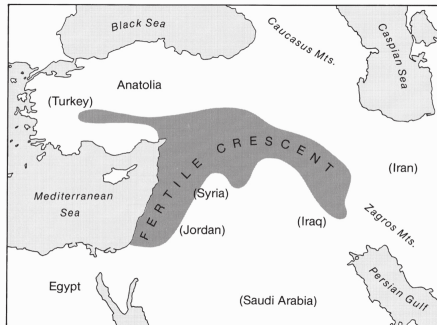 Black Sea
Caucasus Mts.
Caspian Sea
Anatolia
(Turkey)
FERTILE CRESCENT
(Iran)
Mediterranean
Sea
(Syria)
(Jordan)
(Iraq)
Zagros Mts.
Egypt
(Saudi Arabia)
Persian Gulf